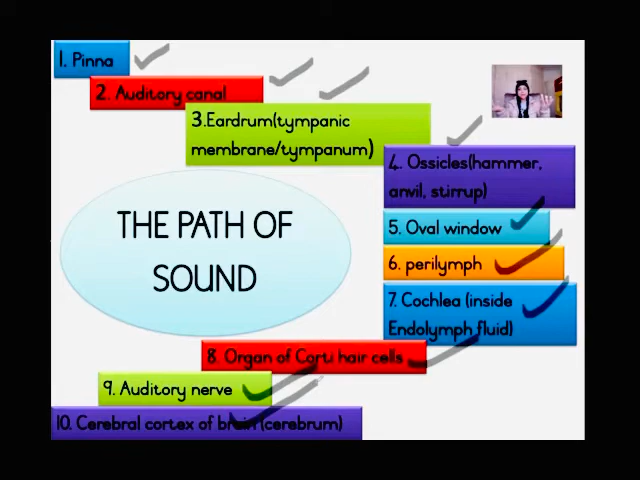 1. Pinna
2. Auditory canal
3.Eardrum(tympanic
membrane/tympanum)
4. Ossicles(hammer,
anvil, stirrup)
THE PATH OF
SOUND
5. Oval window
6. perilymph
7. Cochlea (inside
Endolymph fluid)
8. Organ of Corti hair cells
9. Auditory nerve
10. Cerebral cortex of brain (cerebrum)